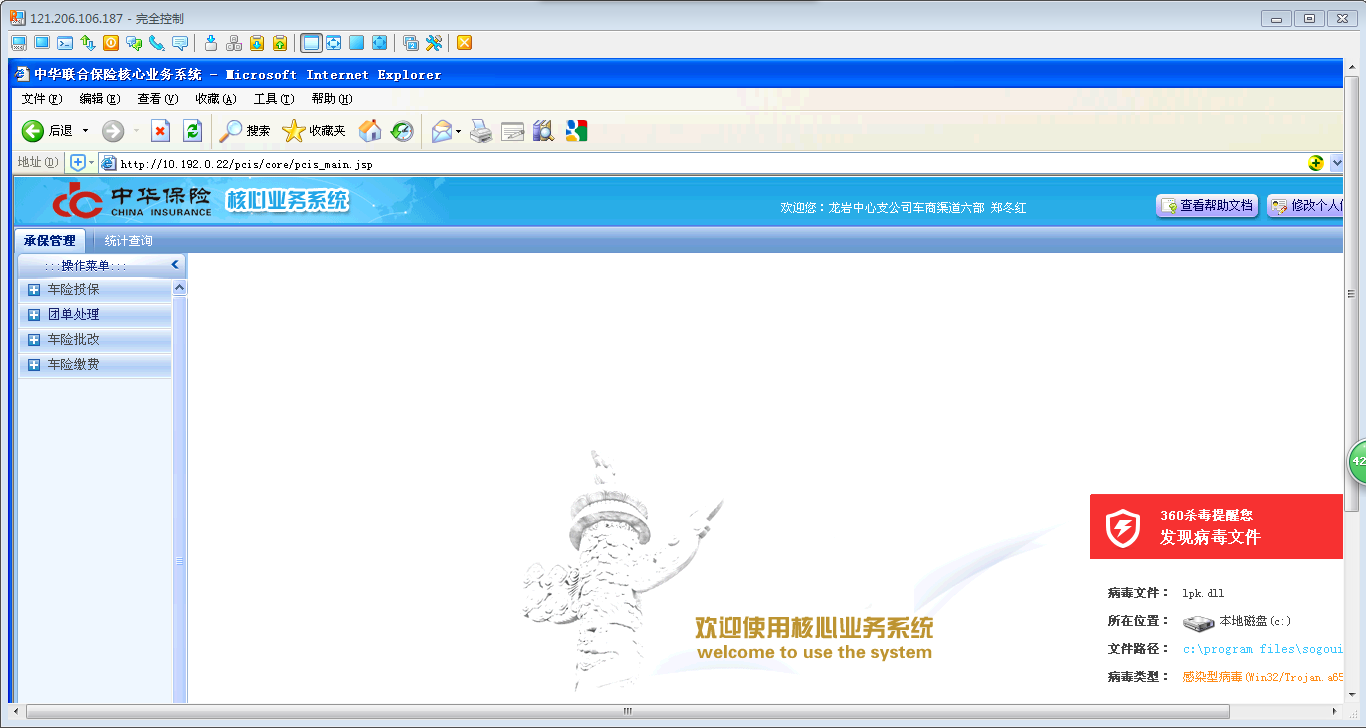 121.206.106.187 - 完全控制
中华联合保险核心业务系统 - Microsoft Internet Explorer
文件(F) 编辑(E) 查看(V) 收藏(A) 工具(T) 帮助(H)
后退 搜索 收藏夹
地址(D) http://10.192.0.22/pcis/core/pcis_main.jsp
中华保险 核心业务系统
CHINA INSURANCE
欢迎您：龙岩中心支公司车商渠道六部 郑冬红 查看帮助文档 修改个人
承保管理 统计查询
:::操作菜单:::
车险投保
团单处理
车险批改
车险缴费
42
360杀毒提醒您
发现病毒文件
病毒文件： lpk.dll
所在位置： 本地磁盘(c:)
文件路径： c:\program files\sogoui
病毒类型： 感染型病毒(Win32/Trojan.a65
欢迎使用核心业务系统
welcome to use the system